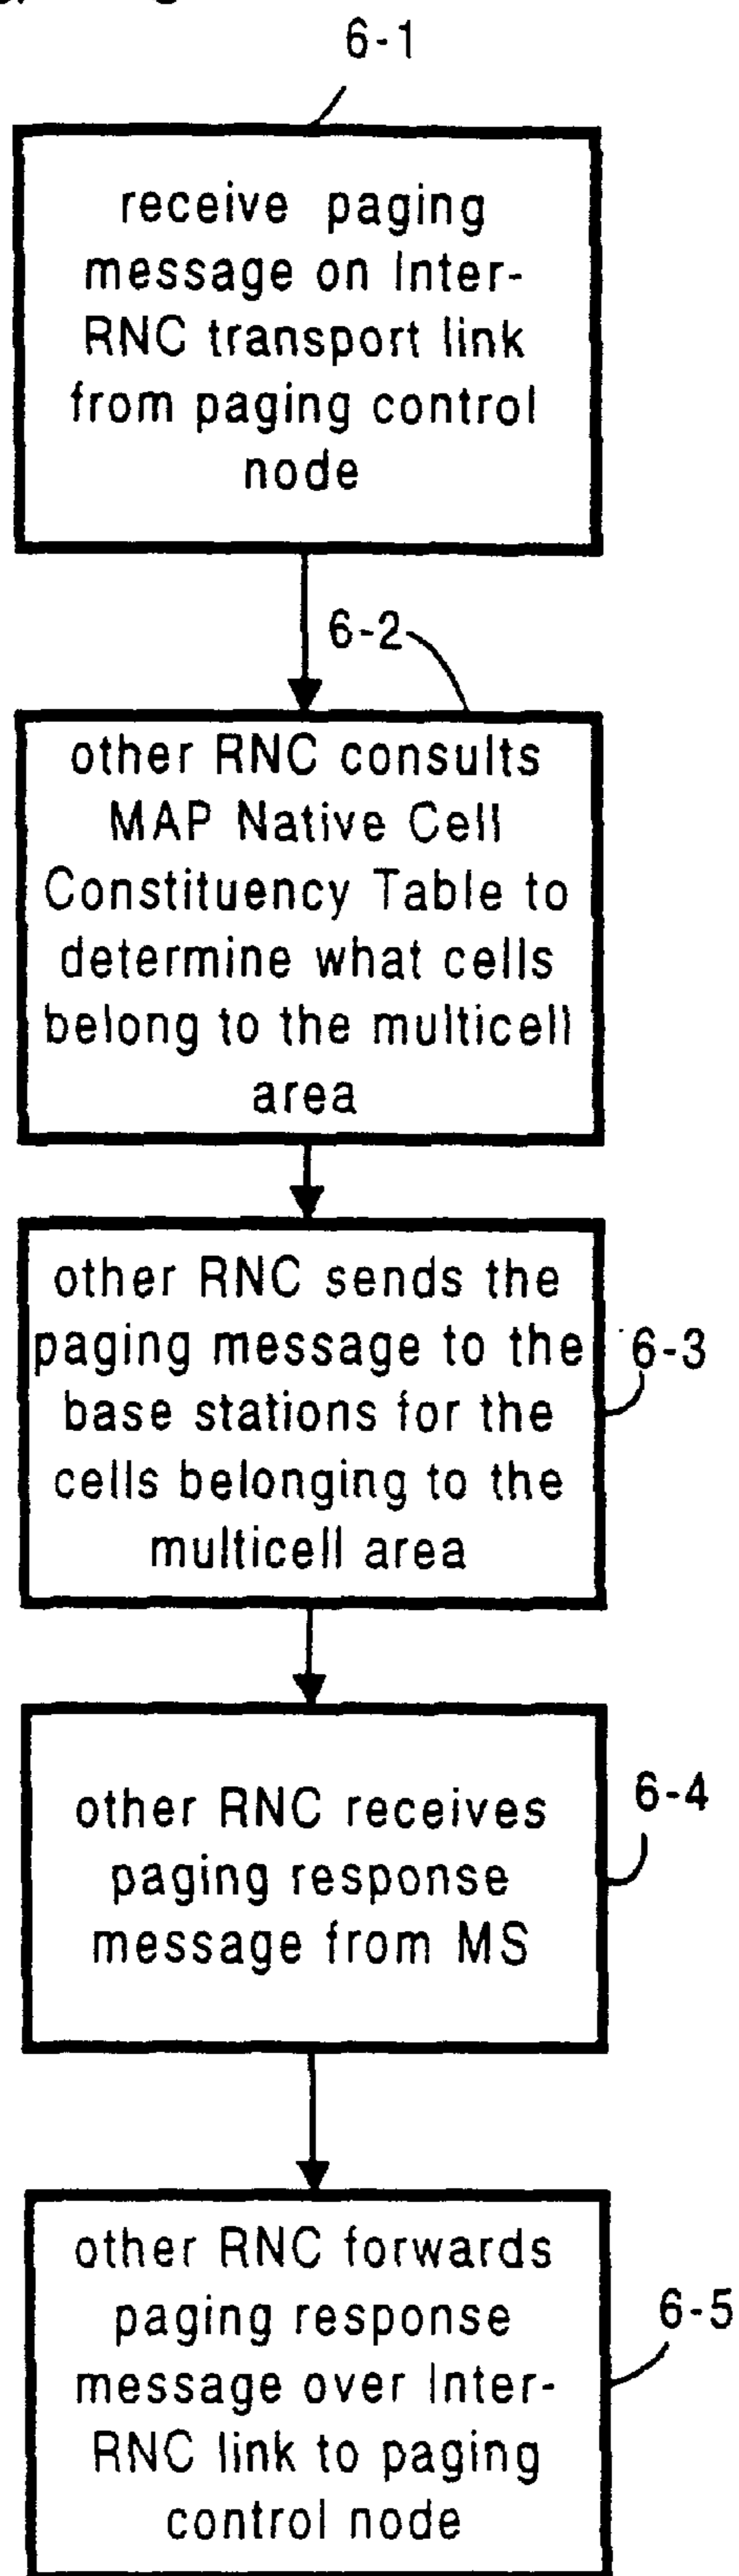 6-1
receive paging
message on Inter-
RNC transport link
from paging control
node
6-2
other RNC consults
MAP Native Cell
Constituency Table to
determine what cells
belong to the multicell
area
other RNC sends the
paging message to the
base stations for the
cells belonging to the
multicell area
6-3
other RNC receives
paging response
message from MS
6-4
other RNC forwards
paging response
message over Inter-
RNC link to paging
control node
6-5